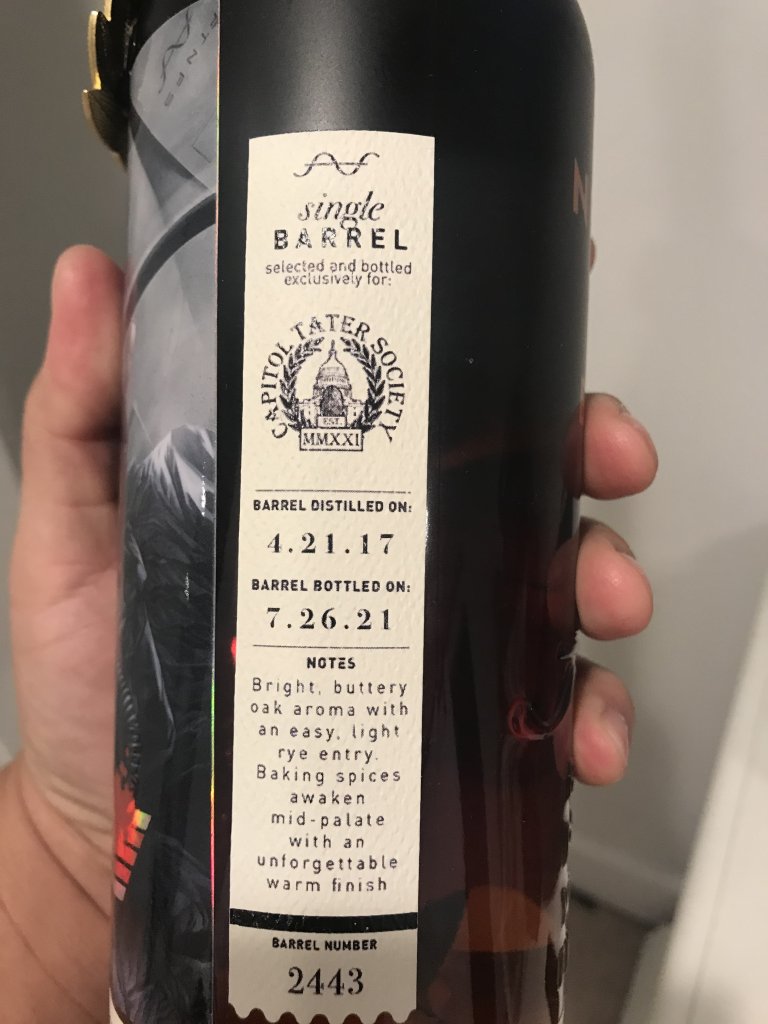 single
BARREL
selected and bottled
exclusively for:
CAPITOL TATER SOCIETY
EST.
MMXXI
BARREL DISTILLED ON:
4.21.17
BARREL BOTTLED ON:
7.26.21
NOTES
Bright, buttery
oak aroma with
an easy, light
rye entry.
Baking spices
awaken
mid-palate
with an
unforgettable
warm finish
BARREL NUMBER
2443